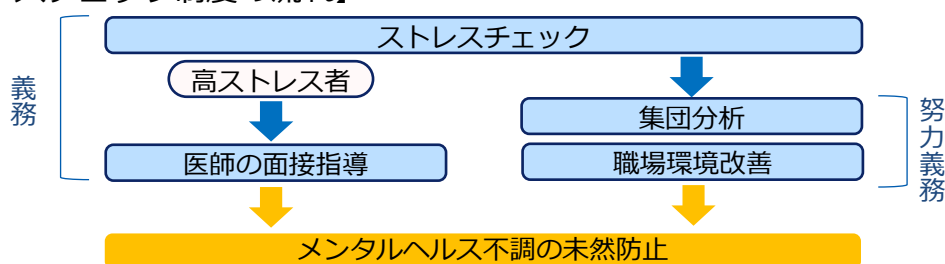 ストレスチェック
義務
高ストレス者
集団分析
努力義務
医師の面接指導
職場環境改善
メンタルヘルス不調の未然防止